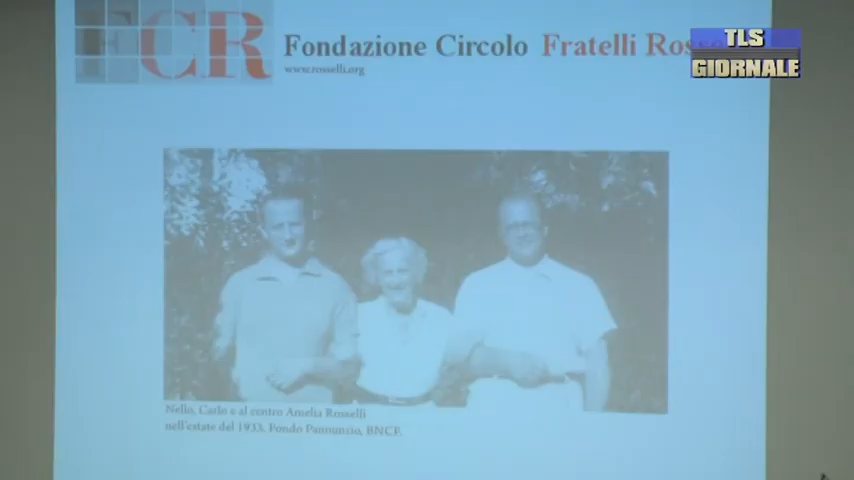 FCR
Fondazione Circolo Fratelli Ross
www.rosselli.org
TLS
GIORNALE
Nello, Carlo e al centro Amelia Rosselli
nell'estate del 1933. Fondo Pannunzio, BNCF.